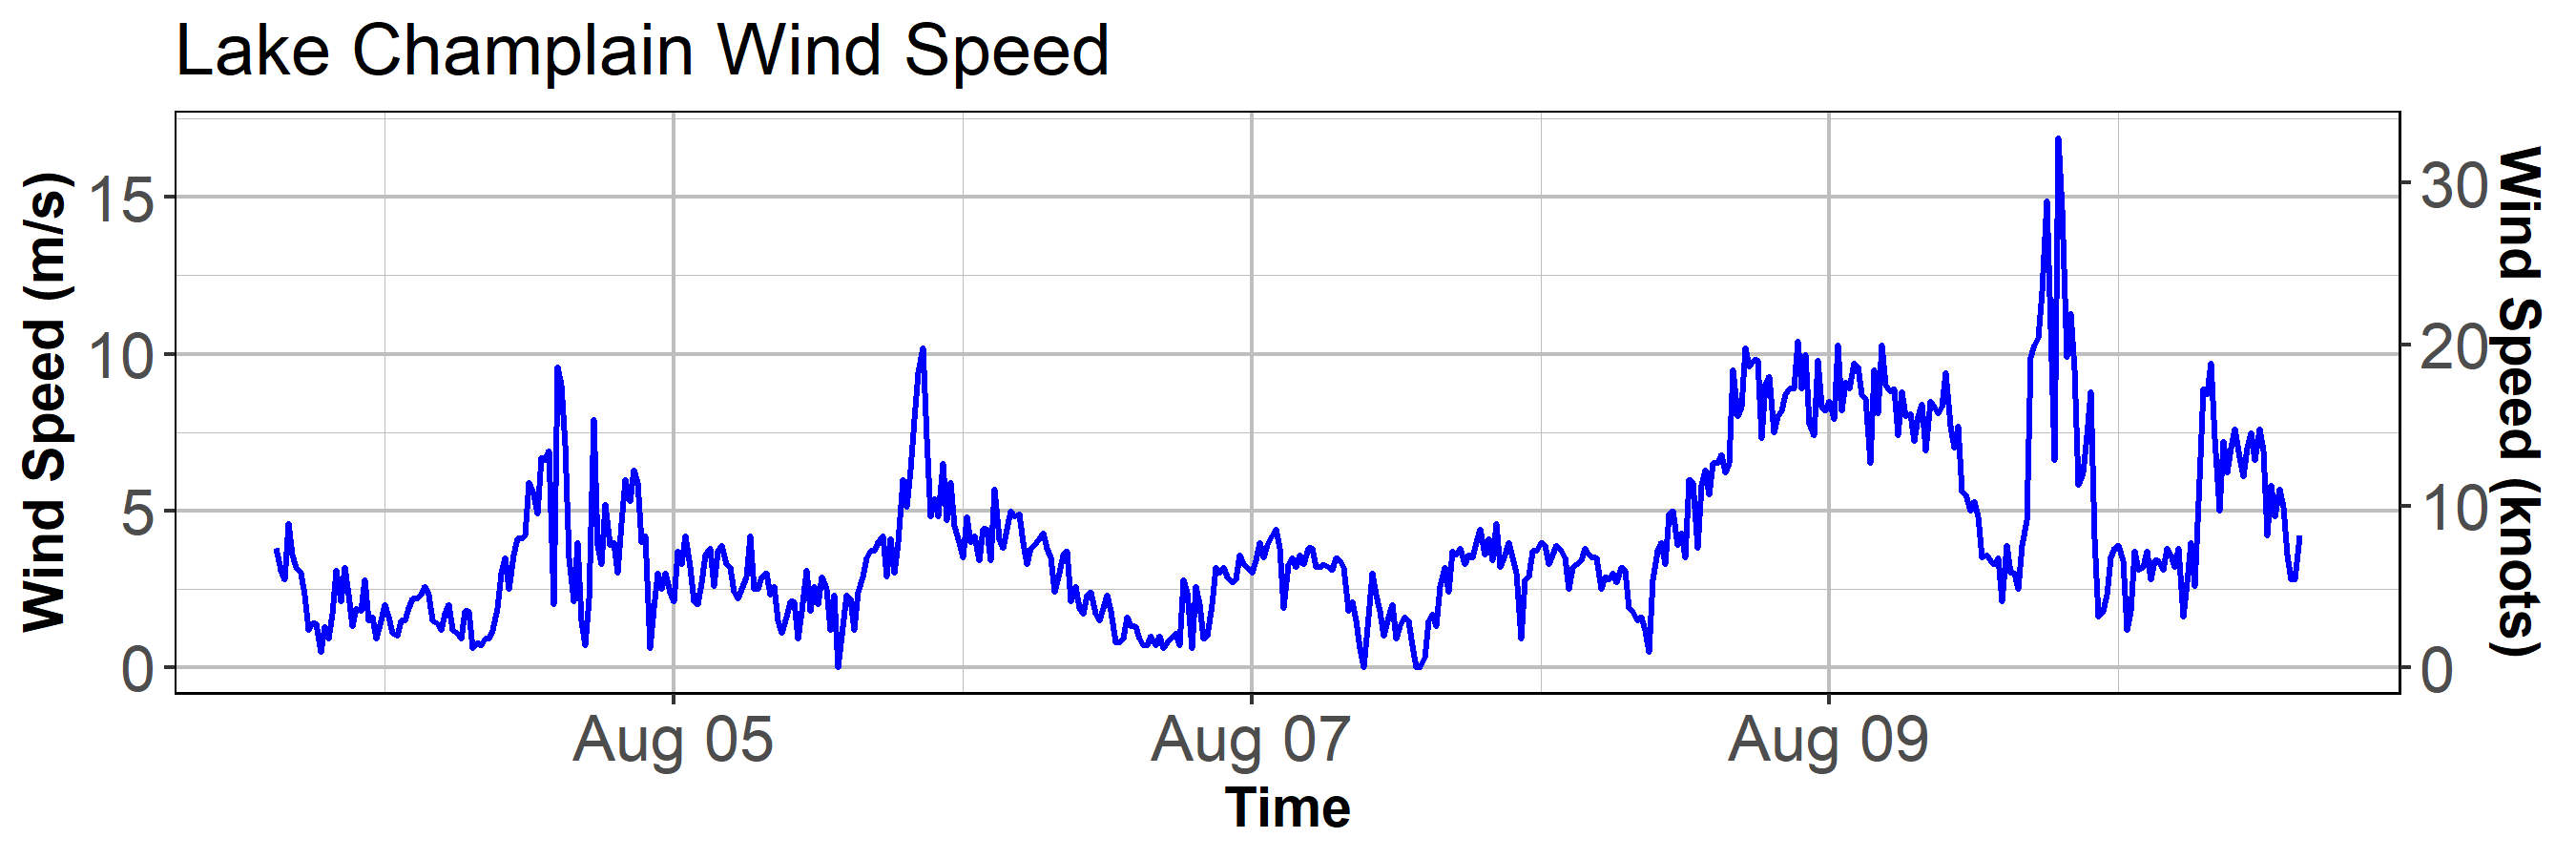 Lake Champlain Wind Speed
Wind Speed (m/s)
15
10
5
0
30
20
10
0
Wind Speed (knots)
Aug 05
Aug 07
Aug 09
Time